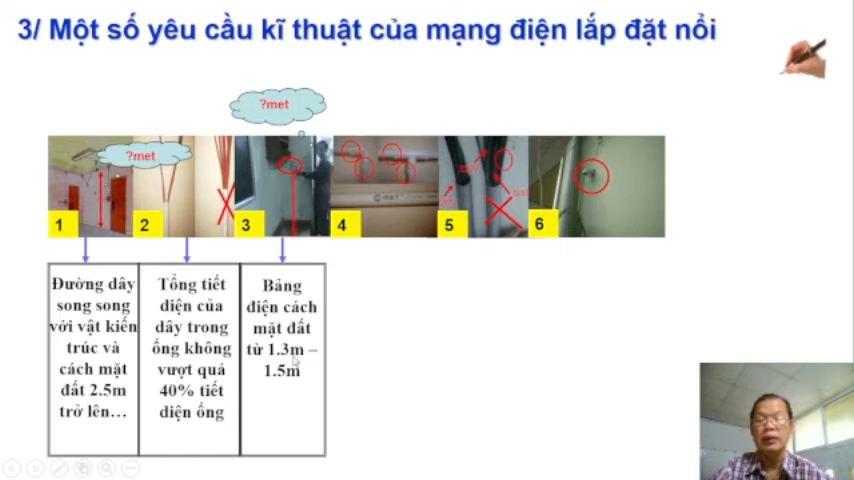 3/ Một số yêu cầu kĩ thuật của mạng điện lắp đặt nổi
?met
?met
1
2
3
4
5
6
Đường dây
song song
với vật kiến
trúc và
cách mặt
đất 2.5m
trở lên…
Tổng tiết
diện của
dây trong
ống không
vượt quá
40% tiết
diện ống
Bảng
điện cách
mặt đất
từ 1.3m –
1.5m